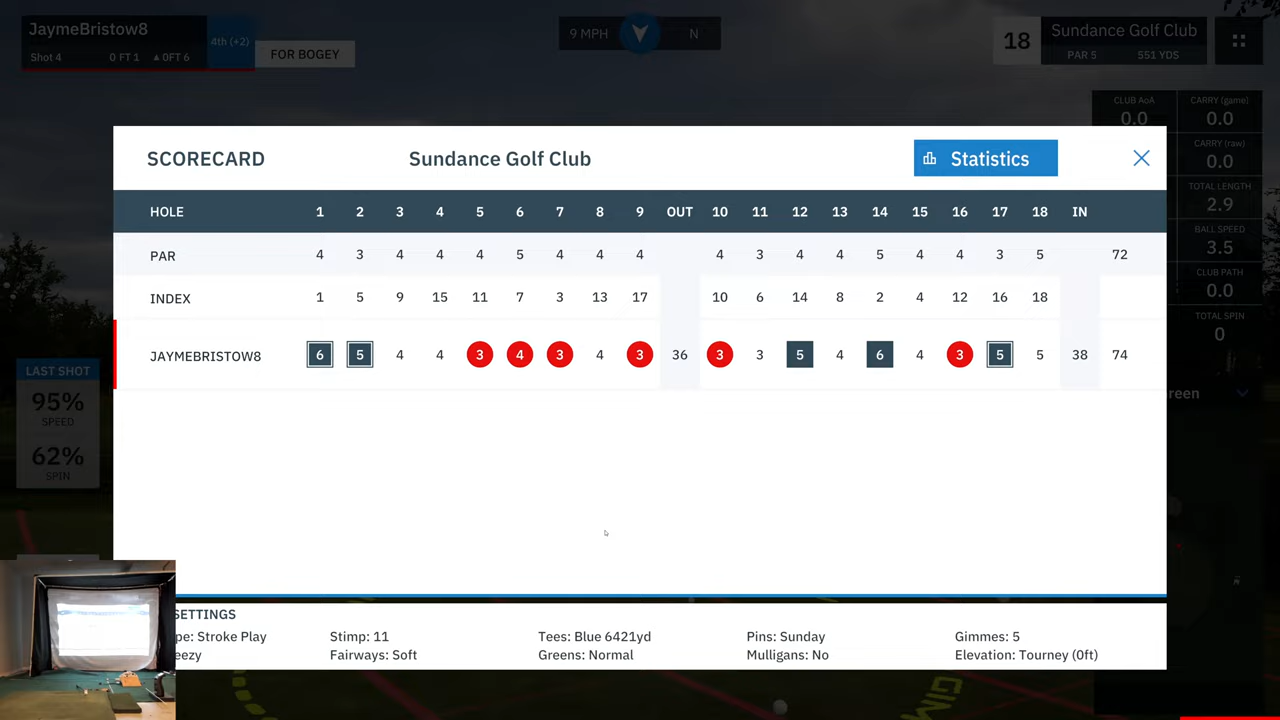 JaymeBristow8
Shot 4 0 FT 1 ▲0FT 6
4th (+2)
FOR BOGEY
9 MPH N
18
Sundance Golf Club
PAR 5 551 YDS
CLUB AoA
0.0
CARRY (game)
0.0
CARRY (raw)
0.0
TOTAL LENGTH
2.9
BALL SPEED
3.5
CLUB PATH
0.0
TOTAL SPIN
0
reen
LAST SHOT
95%
SPEED
62%
SPIN
SCORECARD Sundance Golf Club Statistics
HOLE 1 2 3 4 5 6 7 8 9 OUT 10 11 12 13 14 15 16 17 18 IN
PAR 4 3 4 4 4 5 4 4 4 4 3 4 4 5 4 4 3 5 72
INDEX 1 5 9 15 11 7 3 13 17 10 6 14 8 2 4 12 16 18
JAYMEBRISTOW8 6 5 4 4 3 4 3 4 3 36 3 3 5 4 6 4 3 5 5 38 74
SETTINGS
pe: Stroke Play Stimp: 11 Tees: Blue 6421yd Pins: Sunday Gimmes: 5
eezy Fairways: Soft Greens: Normal Mulligans: No Elevation: Tourney (0ft)
GIM